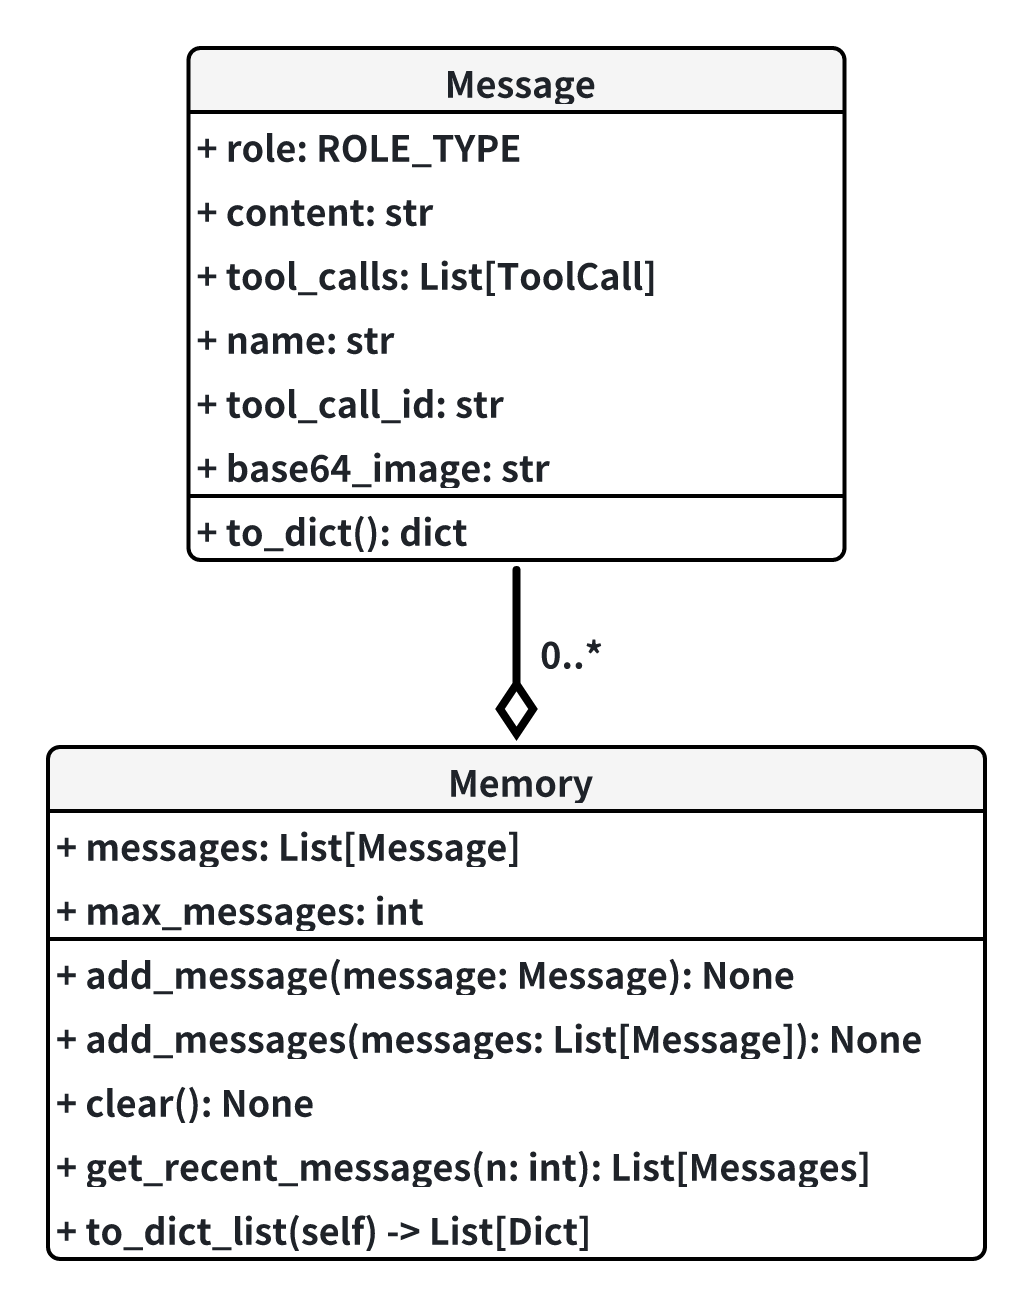 Message
+ role: ROLE_TYPE
+ content: str
+ tool_calls: List[ToolCall]
+ name: str
+ tool_call_id: str
+ base64_image: str
+ to_dict(): dict
0..*
Memory
+ messages: List[Message]
+ max_messages: int
+ add_message(message: Message): None
+ add_messages(messages: List[Message]): None
+ clear(): None
+ get_recent_messages(n: int): List[Messages]
+ to_dict_list(self) -> List[Dict]